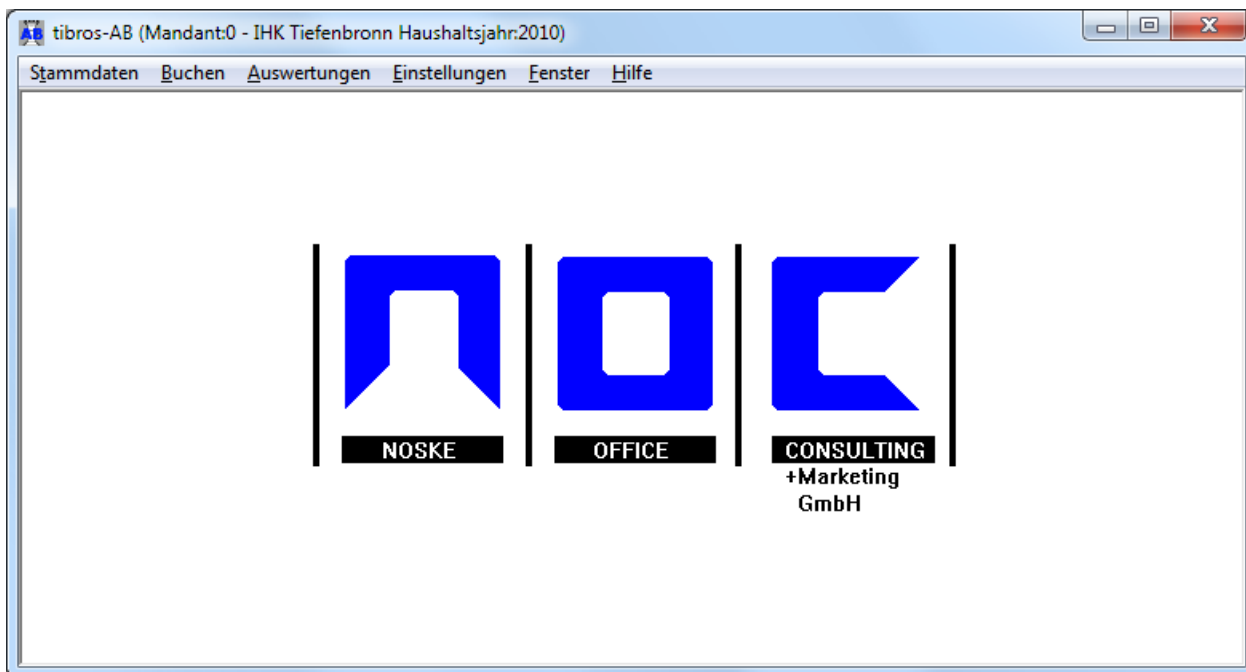 tibros-AB (Mandant:0 - IHK Tiefenbronn Haushaltsjahr:2010)
Stammdaten Buchen Auswertungen Einstellungen Fenster Hilfe
noc
NOSKE OFFICE CONSULTING
+Marketing
GmbH